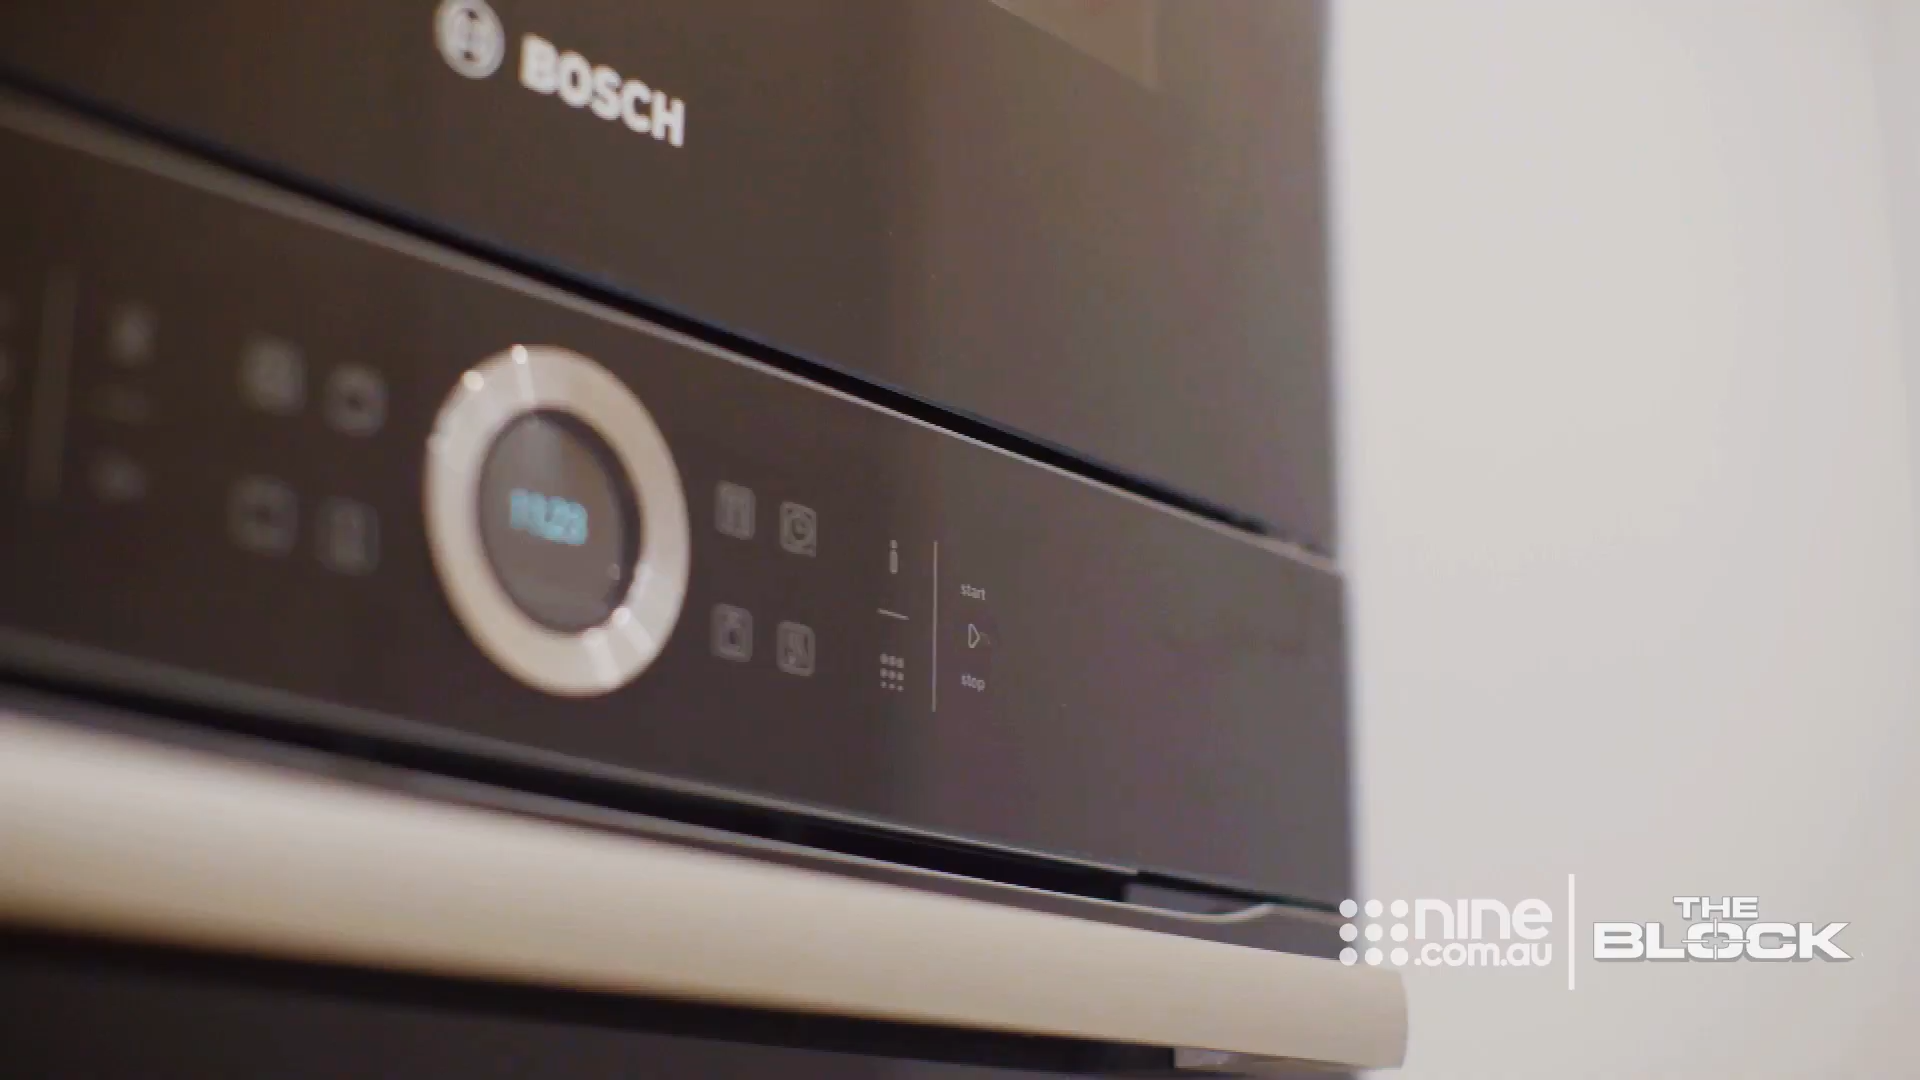 BOSCH
start
stop
nine
.com.au
THE
BLOCK